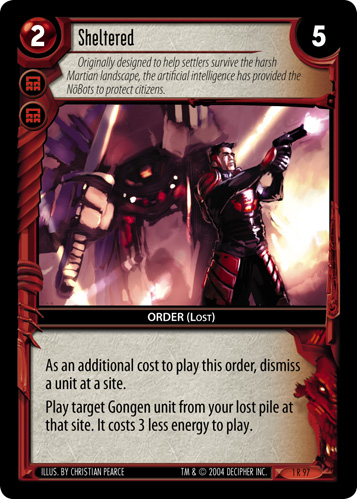 2
Sheltered
5
Originally designed to help settlers survive the harsh
Martian landscape, the artificial intelligence has provided the
NōBots to protect citizens.
ORDER (LOST)
As an additional cost to play this order, dismiss
a unit at a site.
Play target Gongen unit from your lost pile at
that site. It costs 3 less energy to play.
ILLUS. BY CHRISTIAN PEARCE
TM & © 2004 DECIPHER INC.
1 R 97